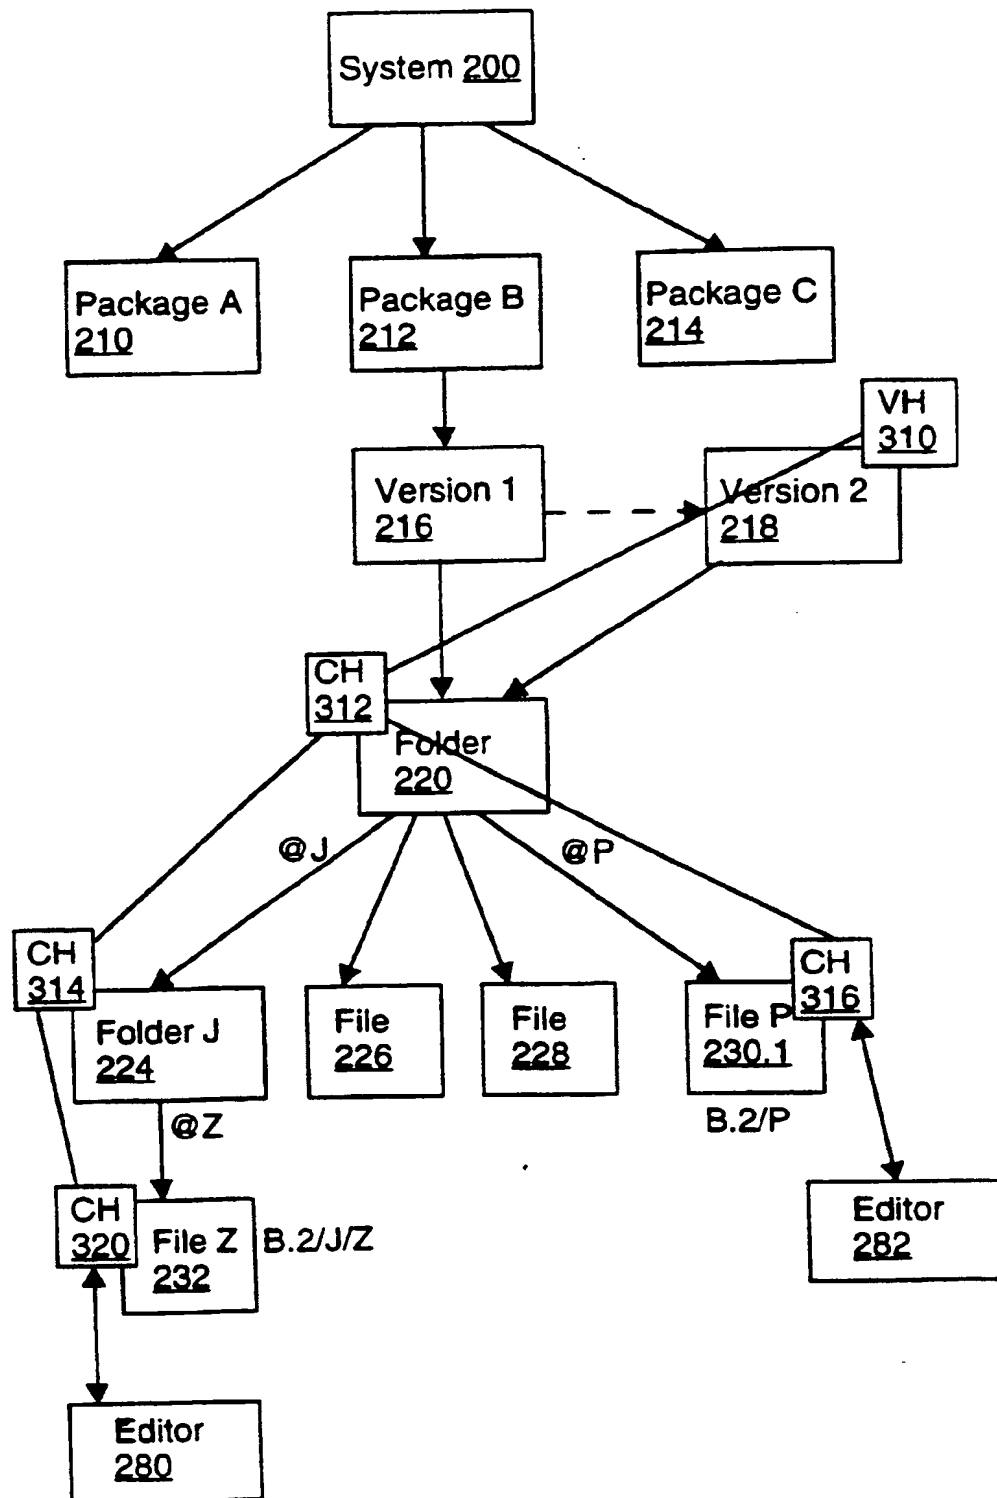 System 200
Package A
210
Package B
212
Package C
214
VH
310
Version 1
216
Version 2
218
CH
312
Folder
220
@J
@P
CH
314
Folder J
224
File
226
File
228
File P
230.1
CH
316
B.2/P
@Z
CH
320
File Z
232
B.2/J/Z
Editor
282
Editor
280